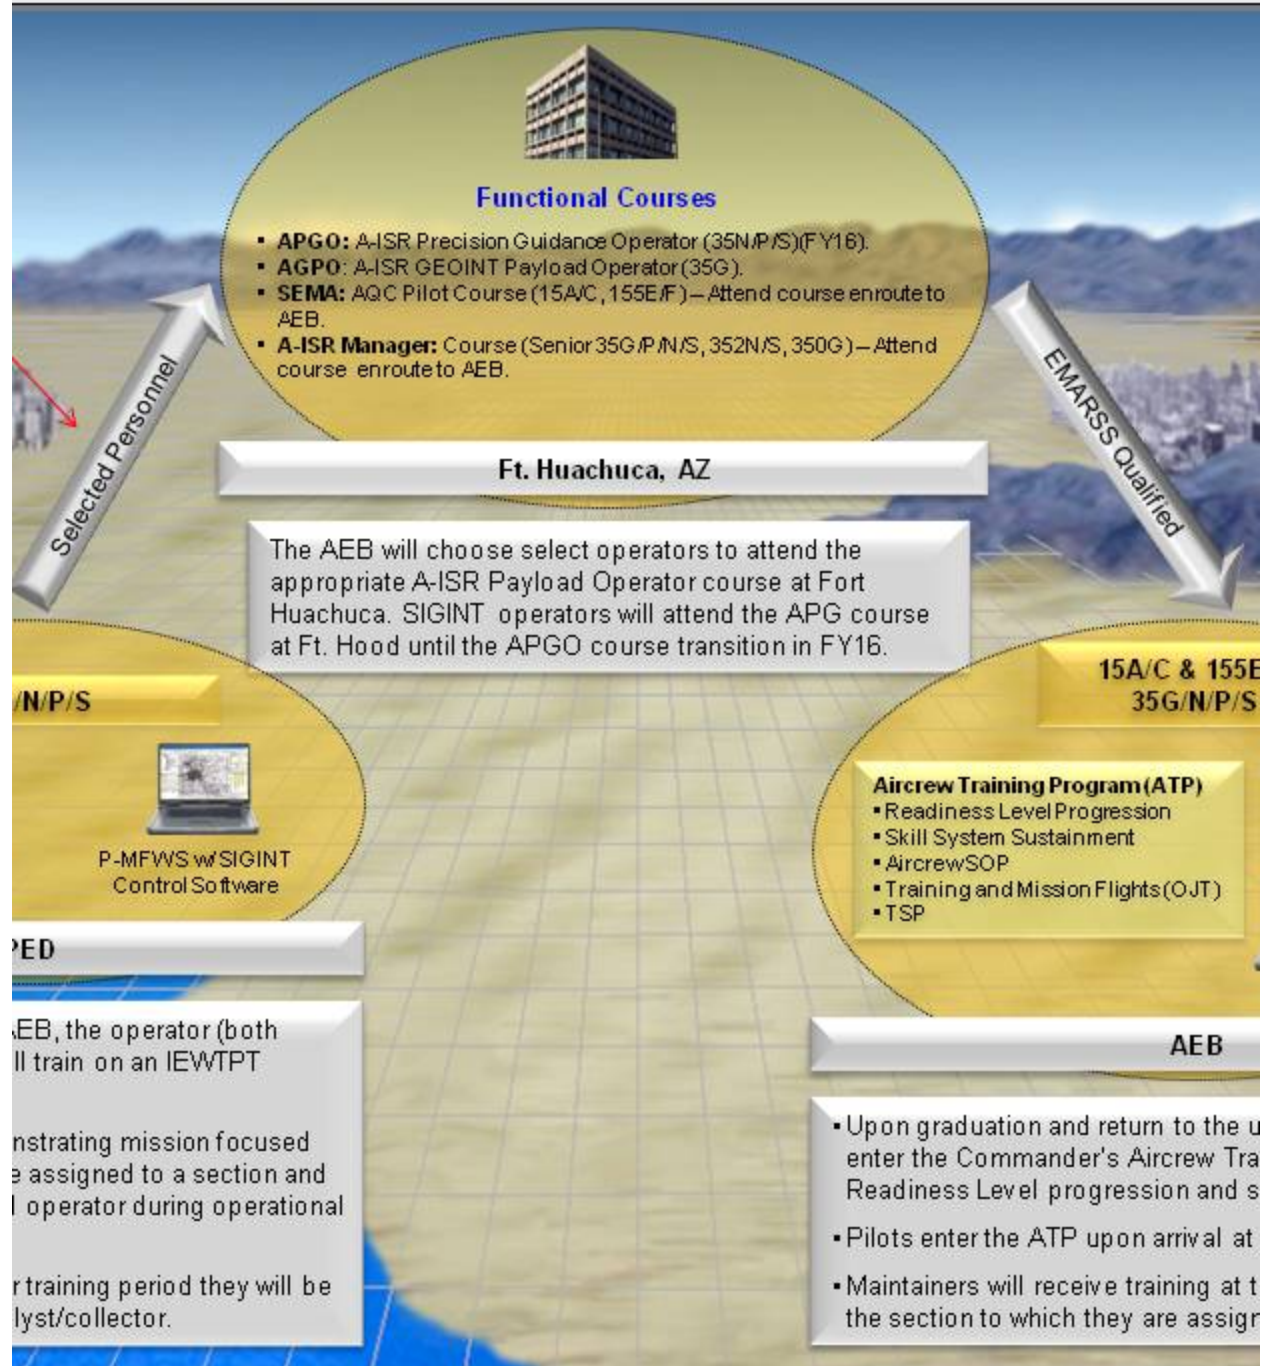 Functional Courses
▪ APGO: A-ISR Precision Guidance Operator (35N/P/S)(FY16).
▪ AGPO: A-ISR GEOINT Payload Operator (35G).
▪ SEMA: AQC Pilot Course (15A/C, 155E/F) – Attend course enroute to
AEB.
▪ A-ISR Manager: Course (Senior 35G/P/N/S, 352N/S, 350G) – Attend
course enroute to AEB.
Selected Personnel
EMARSS Qualified
Ft. Huachuca, AZ
The AEB will choose select operators to attend the
appropriate A-ISR Payload Operator course at Fort
Huachuca. SIGINT operators will attend the APG course
at Ft. Hood until the APGO course transition in FY16.
/N/P/S
P-MFWS w/SIGINT
Control Software
PED
AEB, the operator (both
ll train on an IEWTPT
nstrating mission focused
e assigned to a section and
l operator during operational
r training period they will be
lyst/collector.
15A/C & 155E
35G/N/P/S
Aircrew Training Program (ATP)
▪ Readiness Level Progression
▪ Skill System Sustainment
▪ Aircrew SOP
▪ Training and Mission Flights (OJT)
▪ TSP
AEB
▪ Upon graduation and return to the u
enter the Commander's Aircrew Tra
Readiness Level progression and s
▪ Pilots enter the ATP upon arrival at
▪ Maintainers will receive training at t
the section to which they are assign